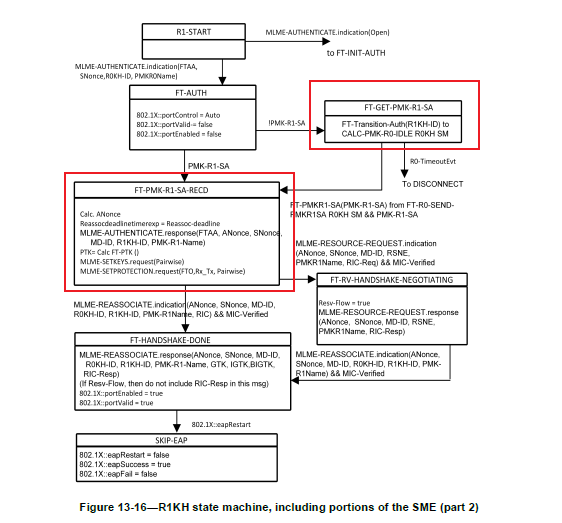 R1-START
MLME-AUTHENTICATE.indication(Open)
to FT-INIT-AUTH
MLME-AUTHENTICATE.indication(FTAA,
SNonce,R0KH-ID, PMKR0Name)
FT-AUTH
802.1X::portControl = Auto
802.1X::portValid-= false
802.1X::portEnabled = false
!PMK-R1-SA
FT-GET-PMK-R1-SA
FT-Transition-Auth(R1KH-ID) to
CALC-PMK-R0-IDLE R0KH SM
R0-TimeoutEvt
To DISCONNECT
PMK-R1-SA
FT-PMK-R1-SA-RECD
Calc. ANonce
Reassocdeadlinetimerexp = Reassoc-deadline
MLME-AUTHENTICATE.response(FTAA, ANonce, SNonce,
MD-ID, R1KH-ID, PMK-R1-Name)
PTK= Calc FT-PTK {}
MLME-SETKEYS.request(Pairwise)
MLME-SETPROTECTION.request(FTO,Rx_Tx, Pairwise)
FT-PMKR1-SA(PMK-R1-SA) from FT-R0-SEND-
PMKR1SA R0KH SM && PMK-R1-SA
MLME-RESOURCE-REQUEST.indication
(ANonce, SNonce, MD-ID, RSNE,
PMKR1Name, RIC-Req) && MIC-Verified
FT-RV-HANDSHAKE-NEGOTIATING
Resv-Flow = true
MLME-RESOURCE-REQUEST.response
(ANonce, SNonce, MD-ID, RSNE,
PMKR1Name, RIC-Resp)
MLME-REASSOCIATE.indication(ANonce, SNonce, MD-ID,
R0KH-ID, R1KH-ID, PMK-R1Name, RIC) && MIC-Verified
FT-HANDSHAKE-DONE
MLME-REASSOCIATE.response(ANonce, SNonce, MD-ID,
R0KH-ID, R1KH-ID, PMK-R1-Name, GTK, IGTK,BIGTK,
RIC-Resp)
(If Resv-Flow, then do not include RIC-Resp in this msg)
802.1X::portEnabled = true
802.1X::portValid = true
MLME-REASSOCIATE.indication(ANonce,
SNonce, MD-ID, R0KH-ID, R1KH-ID, PMK-
R1Name) && MIC-Verified
802.1X::eapRestart
SKIP-EAP
802.1X::eapRestart = false
802.1X::eapSuccess = true
802.1X::eapFail = false
Figure 13-16—R1KH state machine, including portions of the SME (part 2)